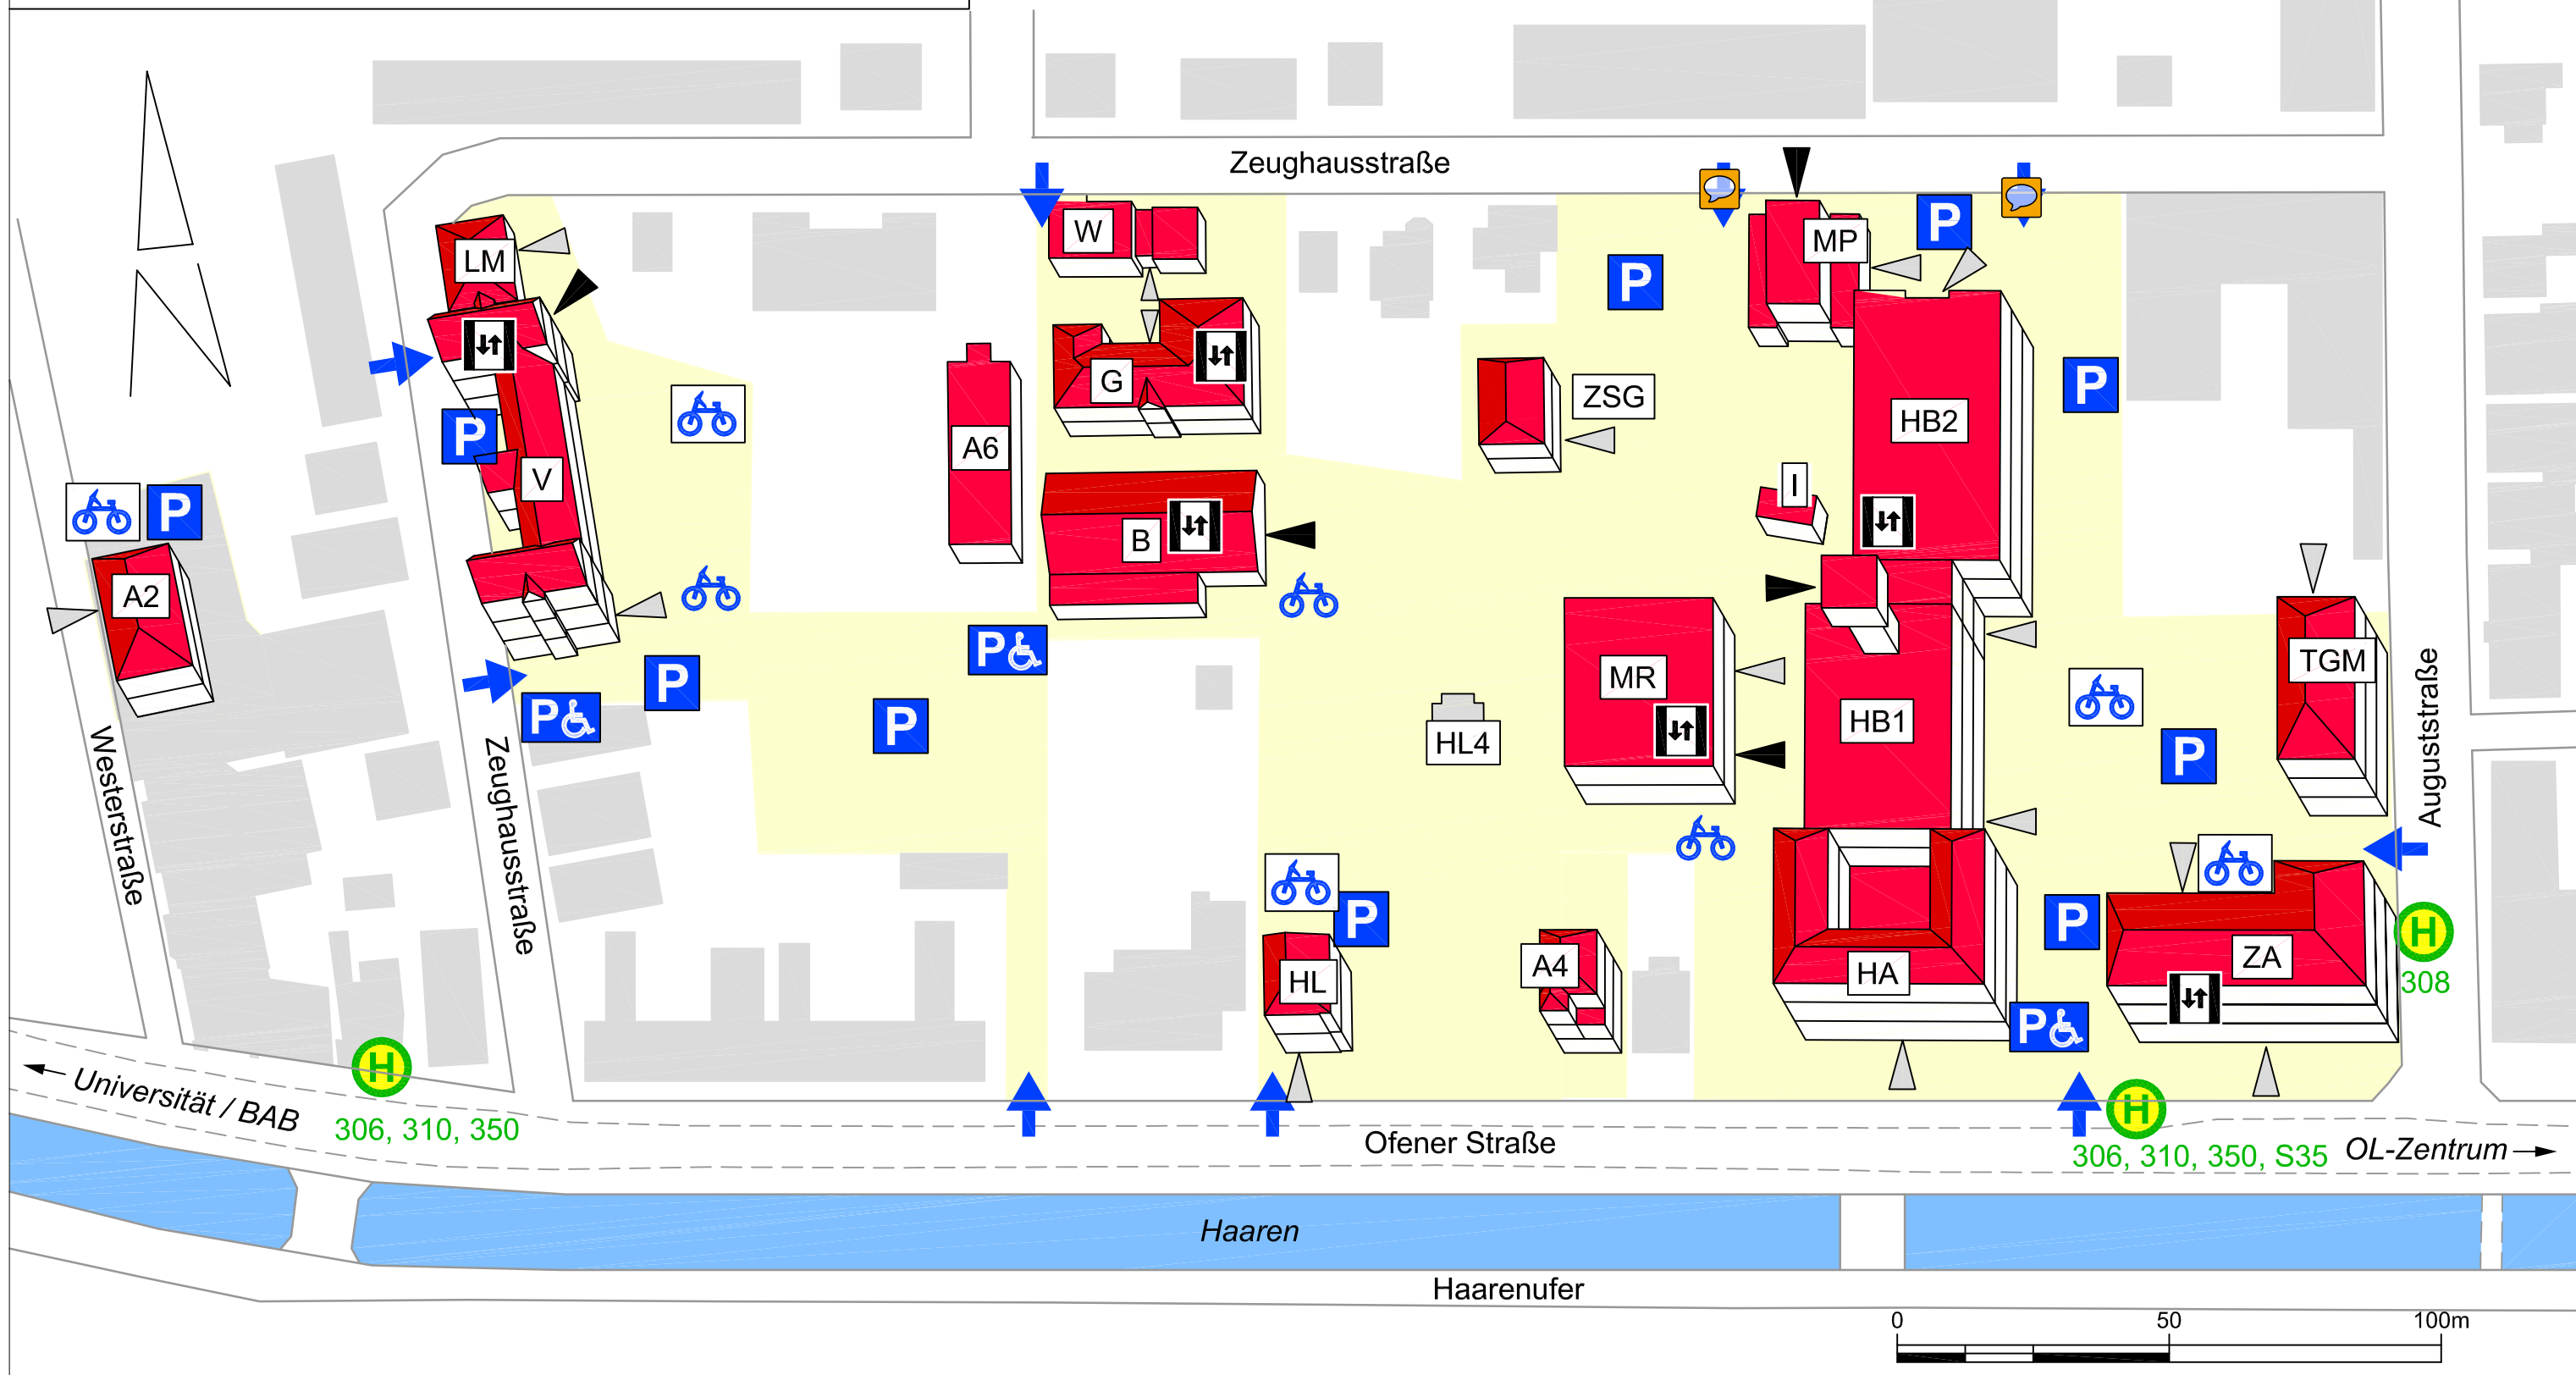 Zeughausstraße
W
MP
P
LM
P
G
P
ZSG
P
HB2
A6
V
I
P
B
A2
P
P
MR
TGM
P
P
HL4
HB1
P
P
Auguststraße
Westerstraße
Zeughausstraße
P
P
H
308
HL
A4
HA
ZA
P
H
Universität / BAB
306, 310, 350
H
Ofener Straße
306, 310, 350, S35
OL-Zentrum
Haaren
Haarenufer
0 50 100m